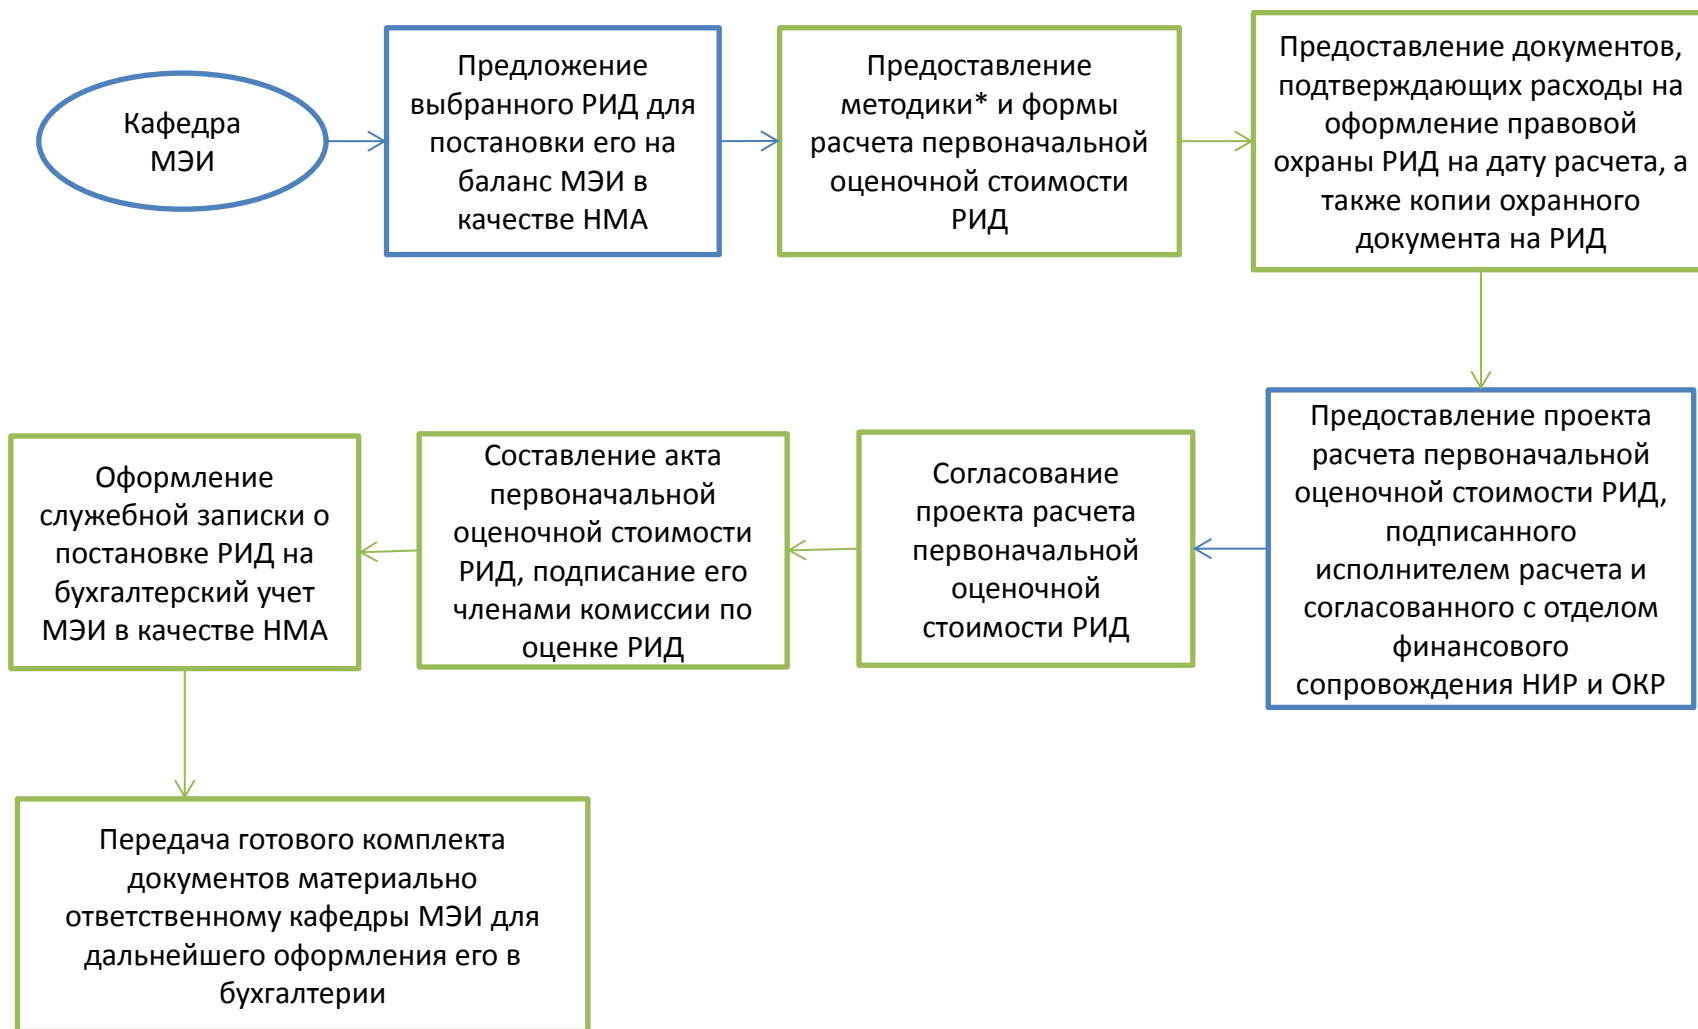 Кафедра
МЭИ
Предложение
выбранного РИД для
постановки его на
баланс МЭИ в
качестве НМА
Предоставление
методики* и формы
расчета первоначальной
оценочной стоимости
РИД
Предоставление документов,
подтверждающих расходы на
оформление правовой
охраны РИД на дату расчета, а
также копии охранного
документа на РИД
Предоставление проекта
расчета первоначальной
оценочной стоимости РИД,
подписанного
исполнителем расчета и
согласованного с отделом
финансового
сопровождения НИР и ОКР
Согласование
проекта расчета
первоначальной
оценочной
стоимости РИД
Составление акта
первоначальной
оценочной стоимости
РИД, подписание его
членами комиссии по
оценке РИД
Оформление
служебной записки о
постановке РИД на
бухгалтерский учет
МЭИ в качестве НМА
Передача готового комплекта
документов материально
ответственному кафедры МЭИ для
дальнейшего оформления его в
бухгалтерии